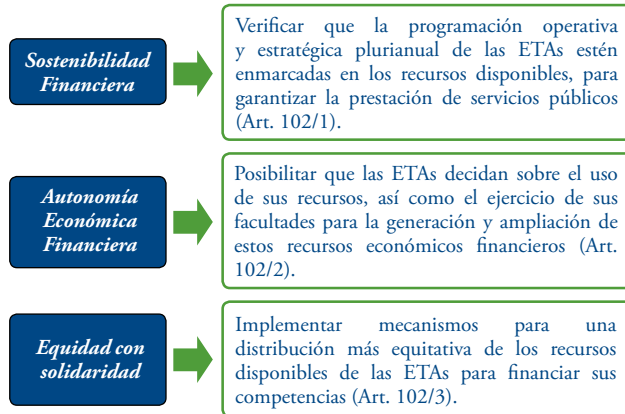 Sostenibilidad
Financiera
Verificar que la programación operativa
y estratégica plurianual de las ETAs estén
enmarcadas en los recursos disponibles, para
garantizar la prestación de servicios públicos
(Art. 102/1).
Autonomía
Económica
Financiera
Posibilitar que las ETAs decidan sobre el uso
de sus recursos, así como el ejercicio de sus
facultades para la generación y ampliación de
estos recursos económicos financieros (Art.
102/2).
Equidad con
solidaridad
Implementar mecanismos para una
distribución más equitativa de los recursos
disponibles de las ETAs para financiar sus
competencias (Art. 102/3).